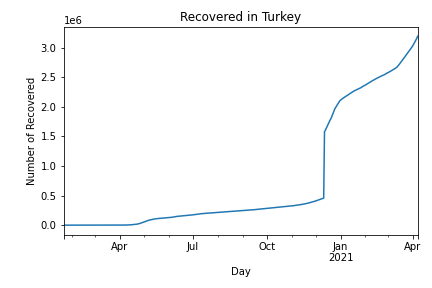 Recovered in Turkey
1e6
3.0
2.5
2.0
1.5
1.0
0.5
0.0
Number of Recovered
Apr
Jul
Oct
Jan
2021
Apr
Day